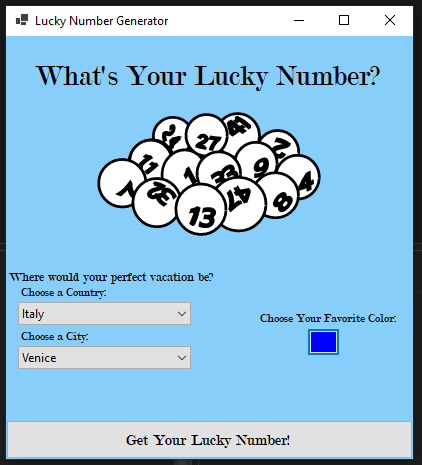 Lucky Number Generator
What's Your Lucky Number?
24
27
44
2
11
1
33
9
4
7
32
13
47
8
Where would your perfect vacation be?
Choose a Country:
Italy
Choose Your Favorite Color:
Choose a City:
Venice
Get Your Lucky Number!